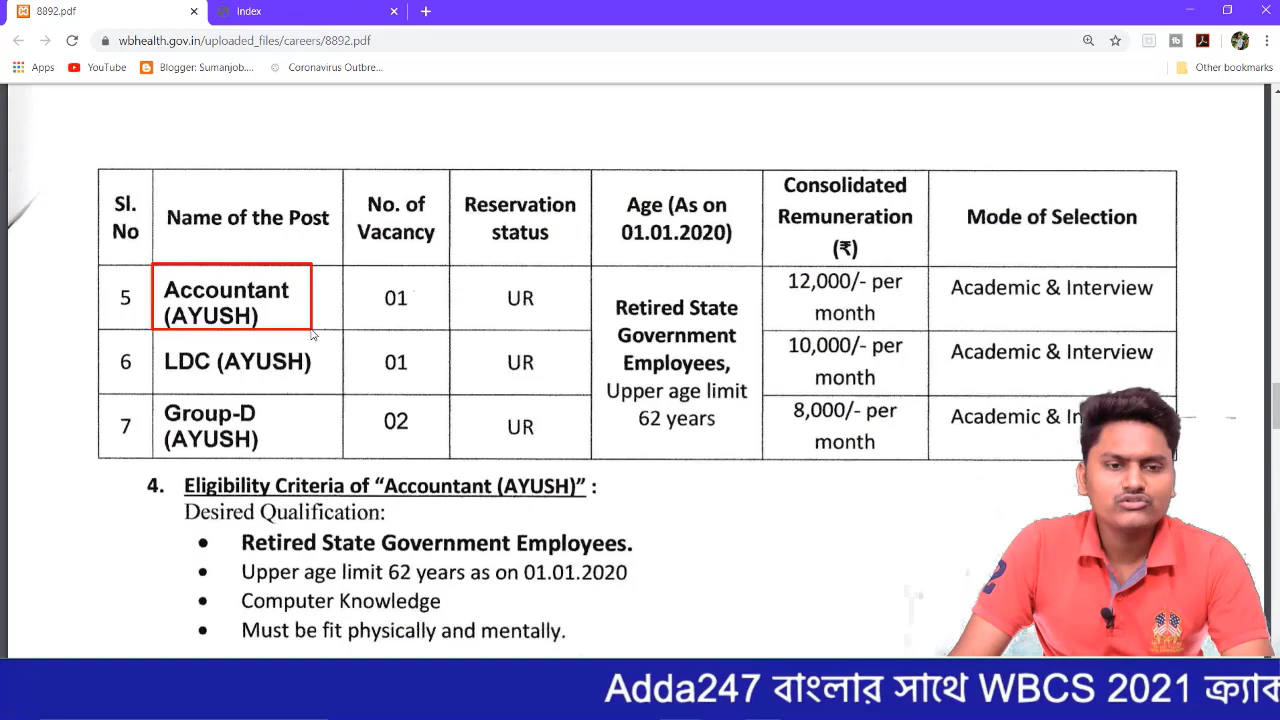 8892.pdf
Index
wbhealth.gov.in/uploaded_files/careers/8892.pdf
Apps
YouTube
Blogger: Sumanjob....
Coronavirus Outbre...
Other bookmarks
Sl. No
Name of the Post
No. of Vacancy
Reservation status
Age (As on 01.01.2020)
Consolidated Remuneration (₹)
Mode of Selection
5
Accountant (AYUSH)
01
UR
Retired State Government Employees, Upper age limit 62 years
12,000/- per month
Academic & Interview
6
LDC (AYUSH)
01
UR
10,000/- per month
Academic & Interview
7
Group-D (AYUSH)
02
UR
8,000/- per month
Academic & In
4. Eligibility Criteria of “Accountant (AYUSH)” :
Desired Qualification:
• Retired State Government Employees.
• Upper age limit 62 years as on 01.01.2020
• Computer Knowledge
• Must be fit physically and mentally.
Adda247 বাংলার সাথে WBCS 2021 ক্র্যাক